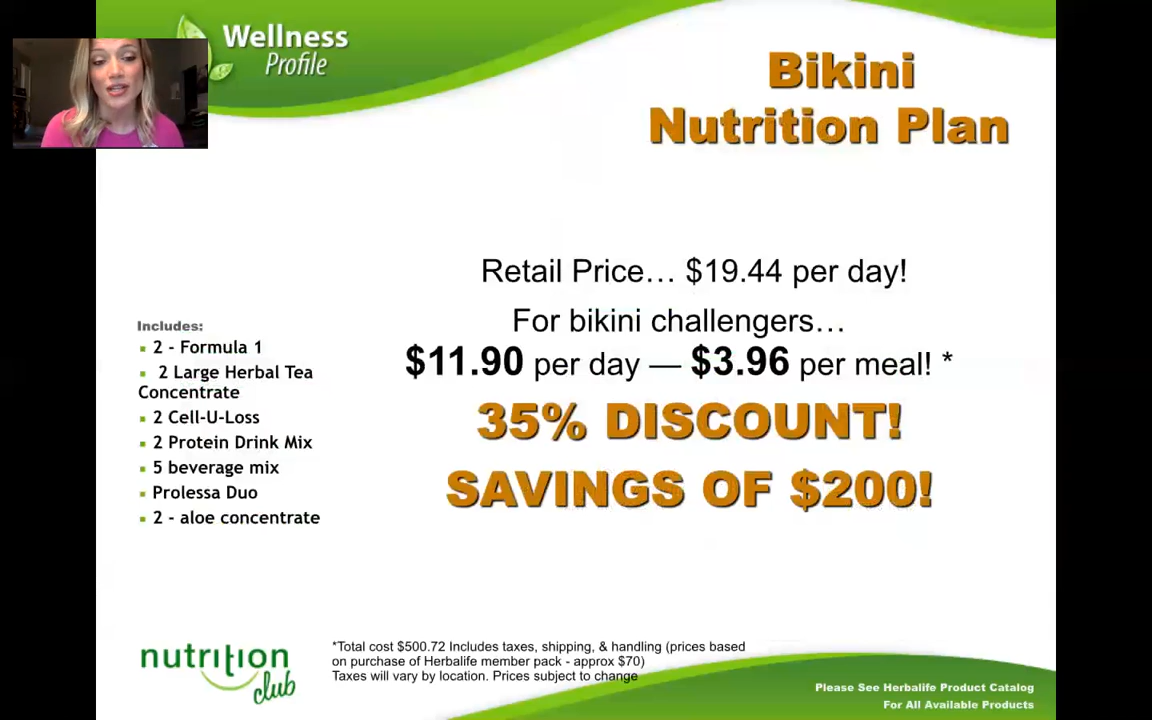 Wellness
Profile
Bikini
Nutrition Plan
Retail Price... $19.44 per day!
For bikini challengers...
$11.90 per day — $3.96 per meal! *
35% DISCOUNT!
SAVINGS OF $200!
Includes:
▪ 2 - Formula 1
▪ 2 Large Herbal Tea
Concentrate
▪ 2 Cell-U-Loss
▪ 2 Protein Drink Mix
▪ 5 beverage mix
▪ Prolessa Duo
▪ 2 - aloe concentrate
nutrition
club
*Total cost $500.72 Includes taxes, shipping, & handling (prices based
on purchase of Herbalife member pack - approx $70)
Taxes will vary by location. Prices subject to change
Please See Herbalife Product Catalog
For All Available Products